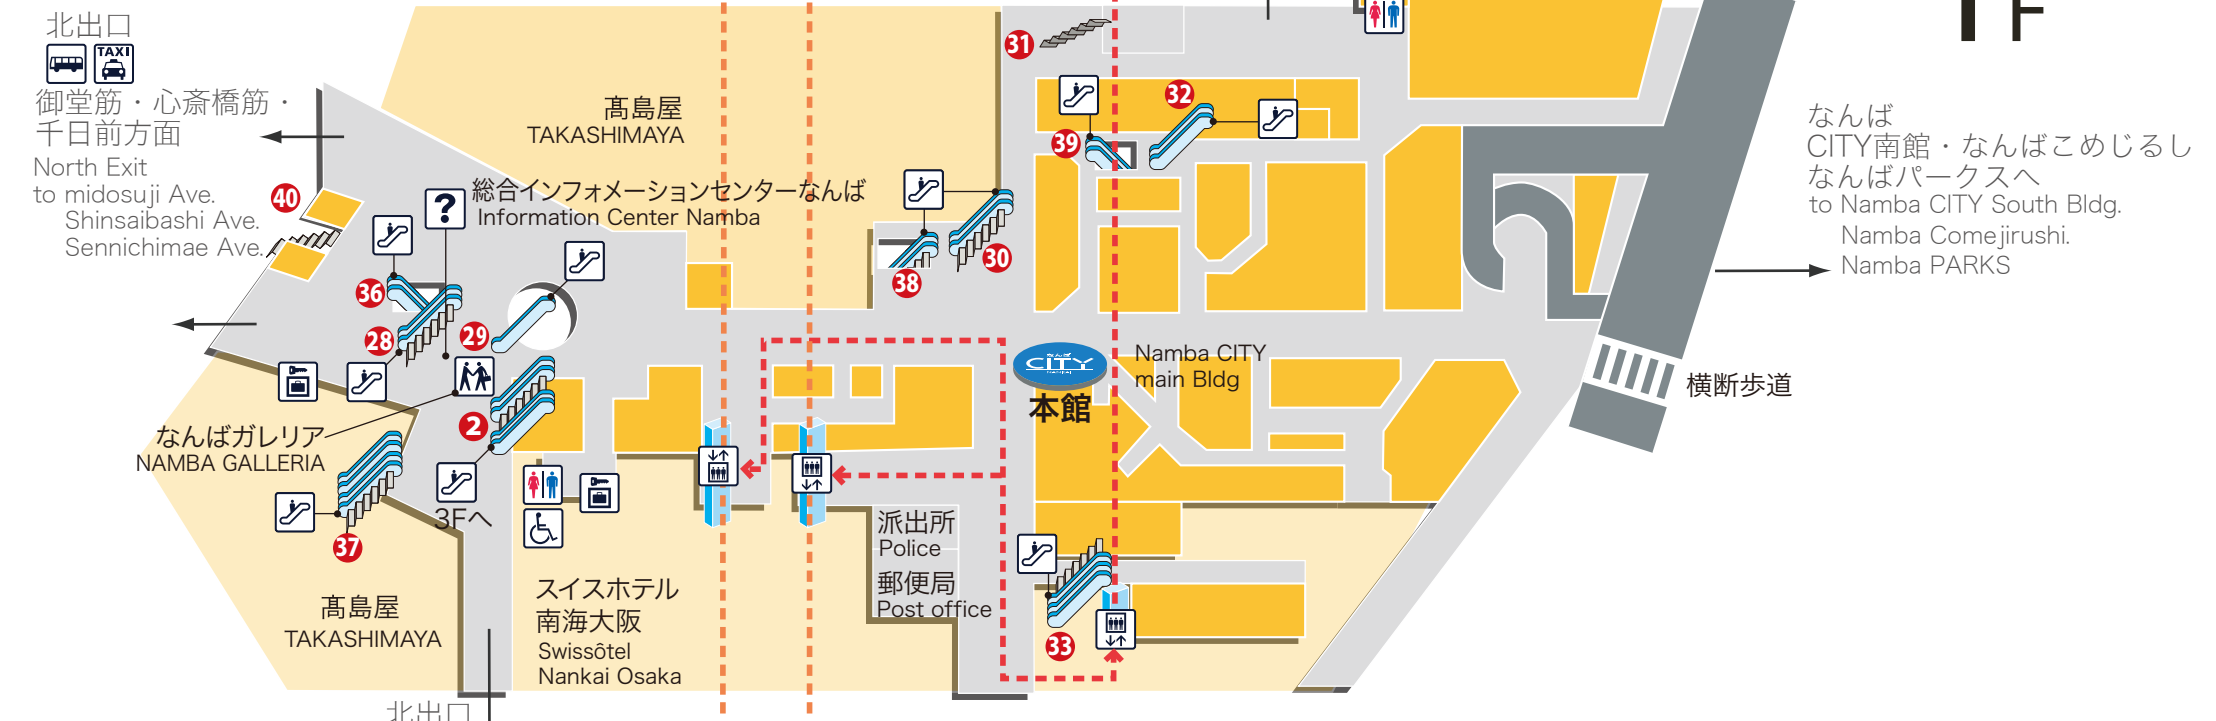 北出口
TAXI
御堂筋・心斎橋筋・
千日前方面
North Exit
to midosuji Ave.
Shinsaibashi Ave.
Sennichimae Ave.
40
髙島屋
TAKASHIMAYA
31
32
39
F
なんば
CITY南館・なんばこめじるし
なんばパークスへ
to Namba CITY South Bldg.
Namba Comejirushi.
Namba PARKS
?
総合インフォメーションセンターなんば
Information Center Namba
36
28
29
38
30
なんば
CITY
本館
Namba CITY
main Bldg
横断歩道
なんばガレリア
NAMBA GALLERIA
2
3Fへ
37
髙島屋
TAKASHIMAYA
スイスホテル
南海大阪
Swissôtel
Nankai Osaka
派出所
Police
郵便局
Post office
33
北出口